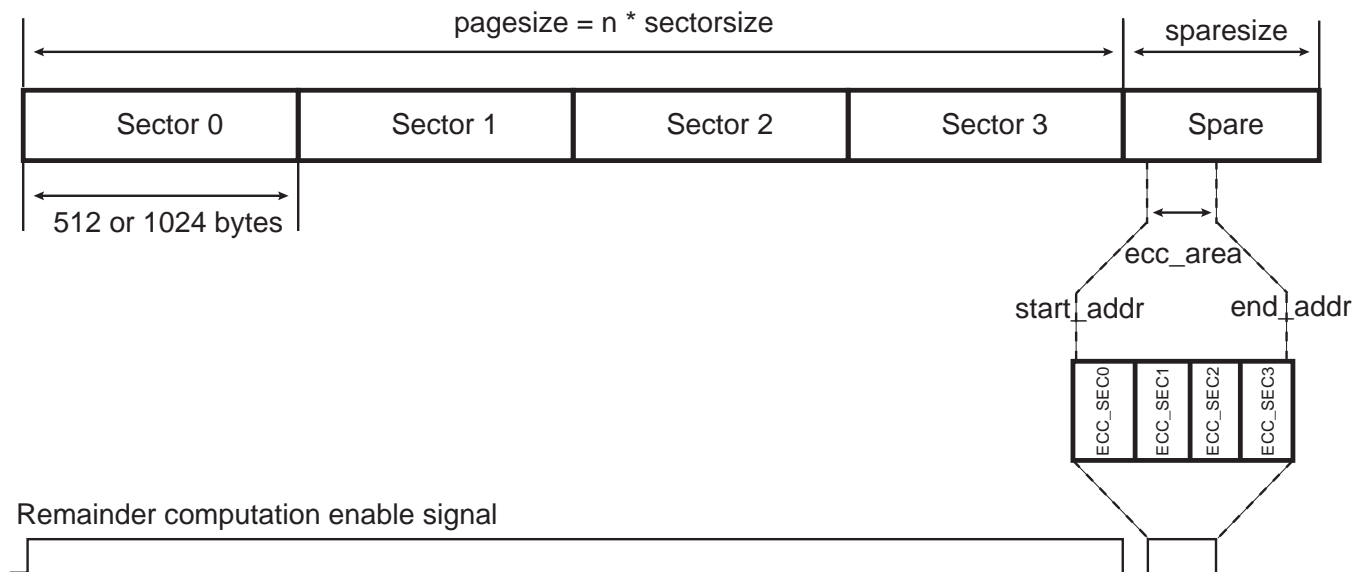 pagesize = n * sectorsize
sparesize
Sector 0
Sector 1
Sector 2
Sector 3
Spare
512 or 1024 bytes
ecc_area
start_addr
end_addr
ECC_SEC0
ECC_SEC1
ECC_SEC2
ECC_SEC3
Remainder computation enable signal